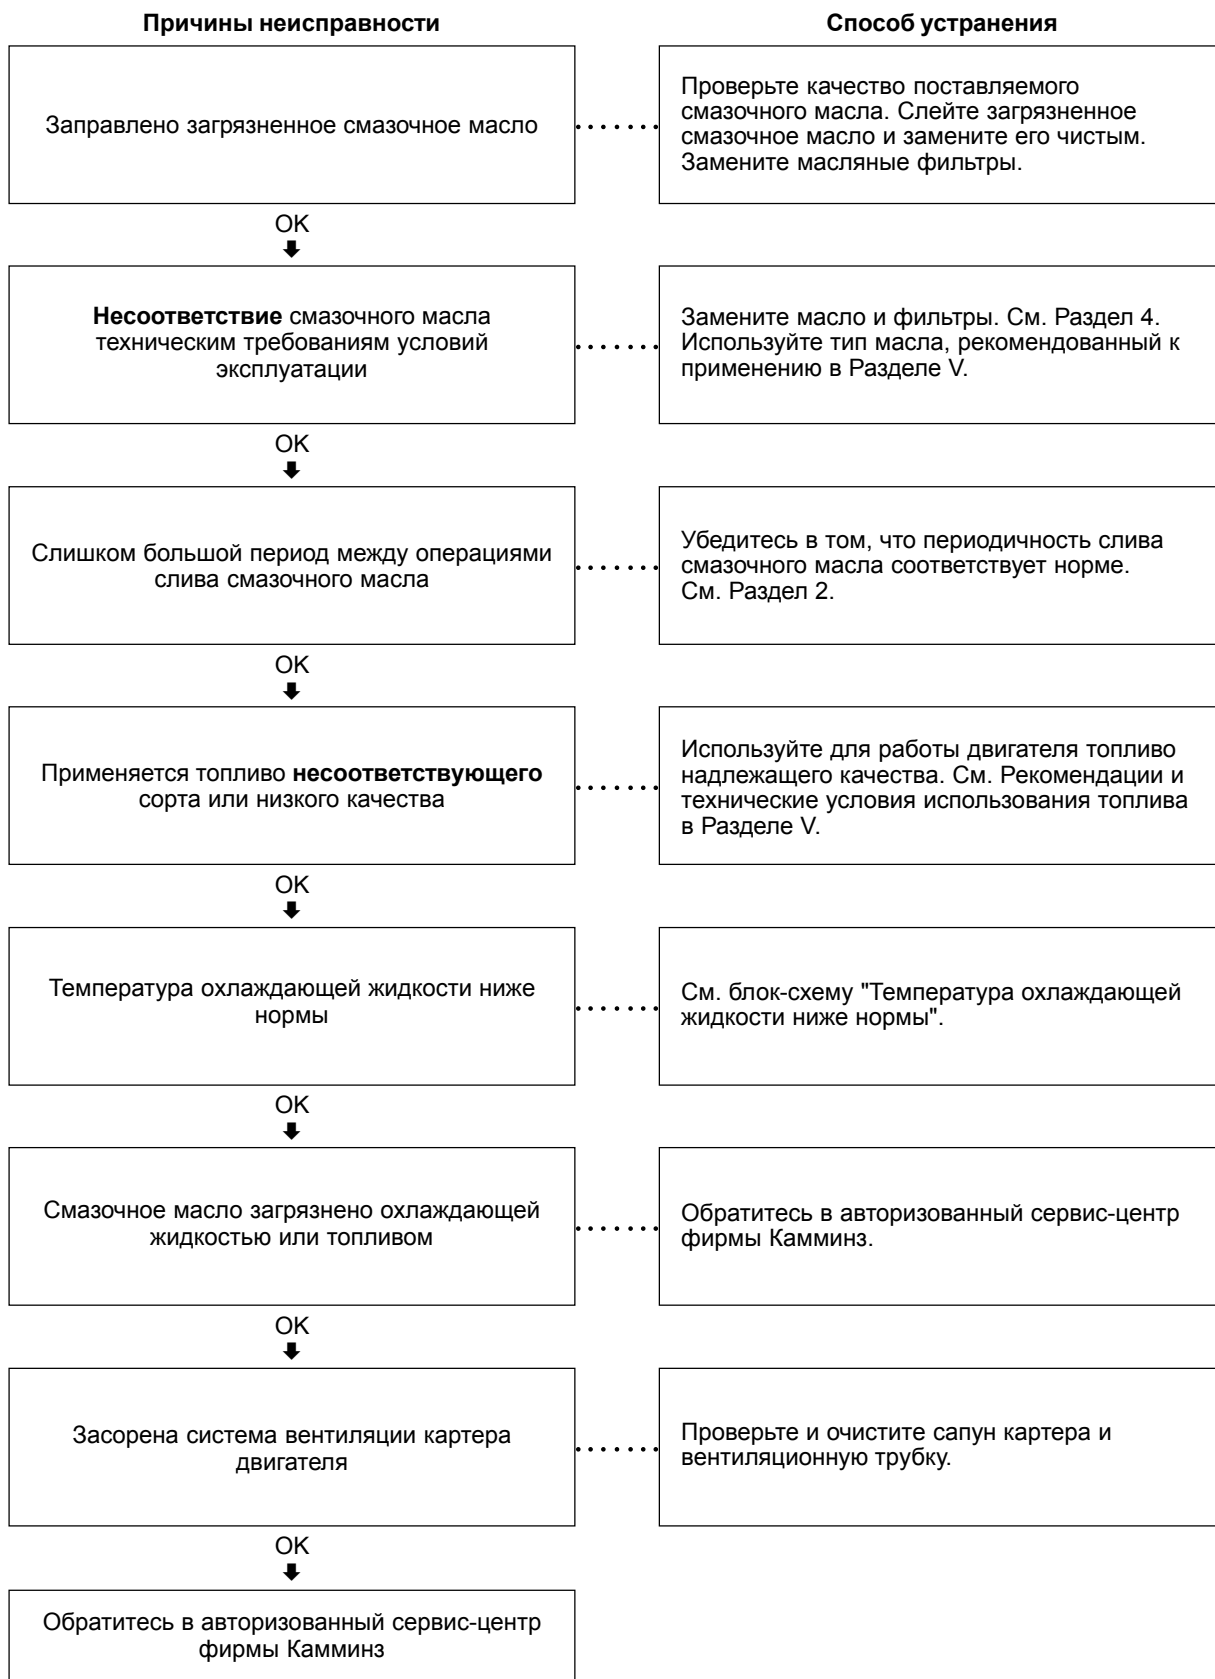 Причины неисправности
Способ устранения
Заправлено загрязненное смазочное масло
Проверьте качество поставляемого
смазочного масла. Слейте загрязненное
смазочное масло и замените его чистым.
Замените масляные фильтры.
OK
Несоответствие смазочного масла
техническим требованиям условий
эксплуатации
Замените масло и фильтры. См. Раздел 4.
Используйте тип масла, рекомендованный к
применению в Разделе V.
OK
Слишком большой период между операциями
слива смазочного масла
Убедитесь в том, что периодичность слива
смазочного масла соответствует норме.
См. Раздел 2.
OK
Применяется топливо несоответствующего
сорта или низкого качества
Используйте для работы двигателя топливо
надлежащего качества. См. Рекомендации и
технические условия использования топлива
в Разделе V.
OK
Температура охлаждающей жидкости ниже
нормы
См. блок-схему "Температура охлаждающей
жидкости ниже нормы".
OK
Смазочное масло загрязнено охлаждающей
жидкостью или топливом
Обратитесь в авторизованный сервис-центр
фирмы Камминз.
OK
Засорена система вентиляции картера
двигателя
Проверьте и очистите сапун картера и
вентиляционную трубку.
OK
Обратитесь в авторизованный сервис-центр
фирмы Камминз